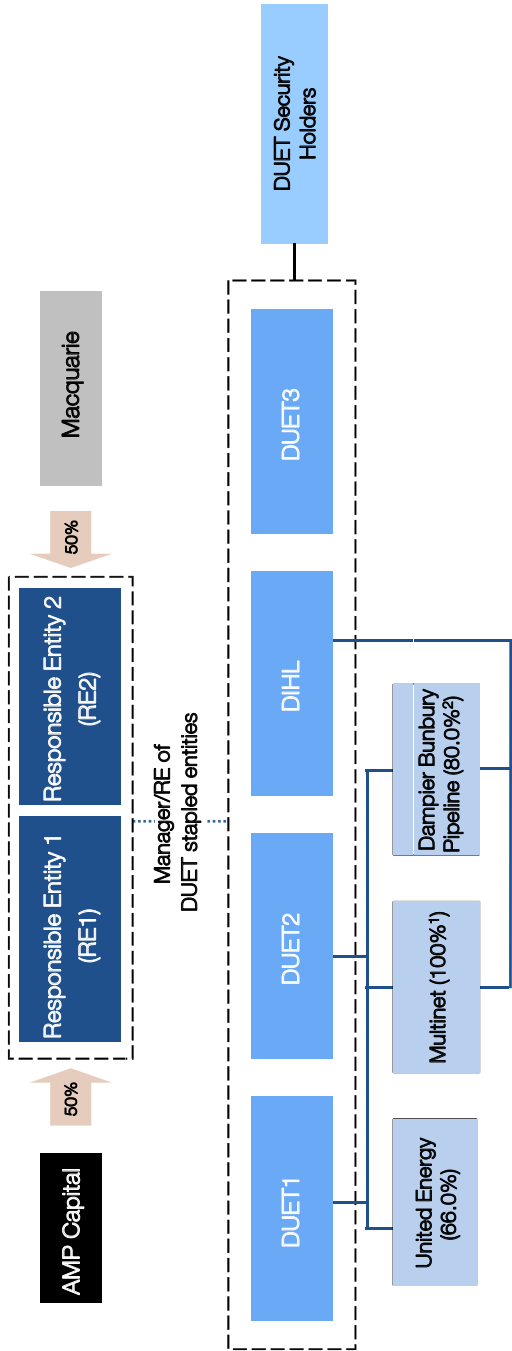 AMP Capital
50%
Responsible Entity 1
(RE1)
Responsible Entity 2
(RE2)
50%
Macquarie
Manager/RE of
DUET stapled entities
DUET1
DUET2
DIHL
DUET3
DUET Security
Holders
United Energy
(66.0%)
Multinet (100%¹)
Dampier Bunbury
Pipeline (80.0%²)